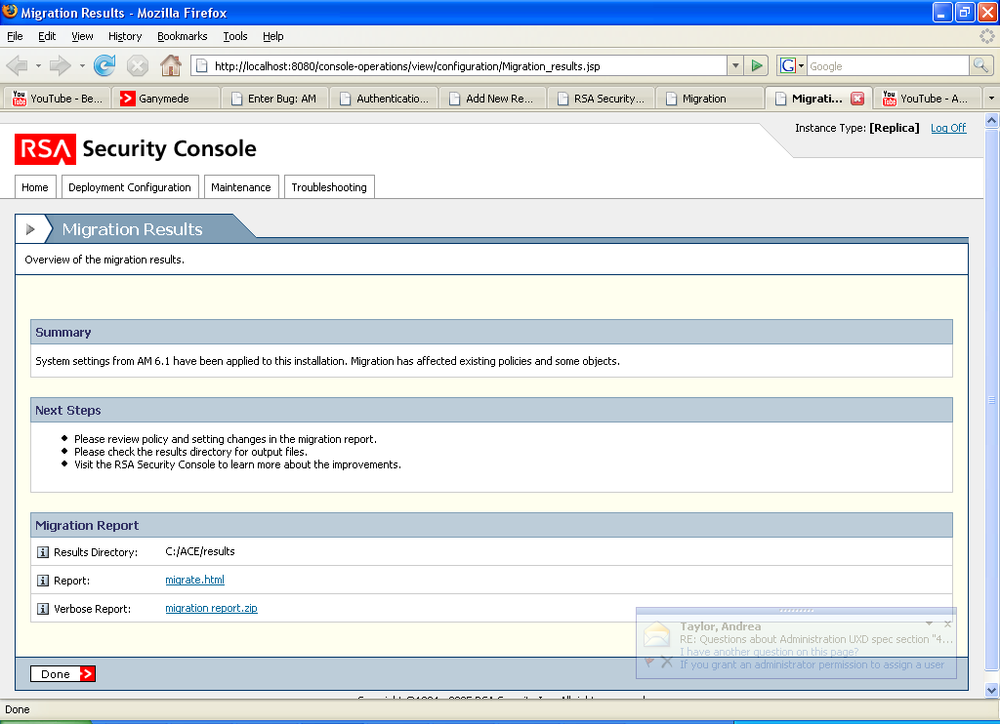 Migration Results - Mozilla Firefox
File Edit View History Bookmarks Tools Help
http://localhost:8080/console-operations/view/configuration/Migration_results.jsp
G Google
YouTube - Be... Ganymede Enter Bug: AM Authenticatio... Add New Re... RSA Security... Migration Migrati... YouTube - A...
Instance Type: [Replica] Log Off
RSA Security Console
Home Deployment Configuration Maintenance Troubleshooting
Migration Results
Overview of the migration results.
Summary
System settings from AM 6.1 have been applied to this installation. Migration has affected existing policies and some objects.
Next Steps
Please review policy and setting changes in the migration report.
Please check the results directory for output files.
Visit the RSA Security Console to learn more about the improvements.
Migration Report
Results Directory: C:/ACE/results
Report: migrate.html
Verbose Report: migration report.zip
Taylor, Andrea
RE: Questions about Administration UXD spec section "4...
I have another question on this page?
If you grant an administrator permission to assign a user
Done
Done